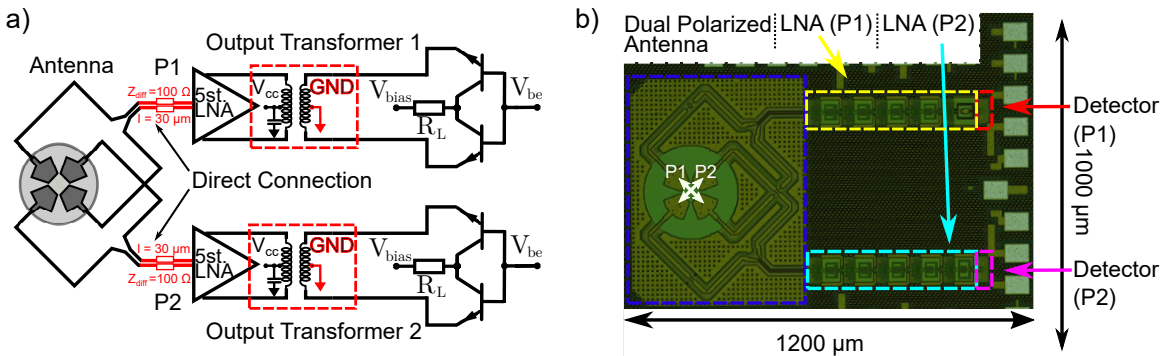 a)
Output Transformer 1
Antenna
P1
Z_diff=100 Ω
l = 30 µm
5st.
LNA
V_cc
GND
V_bias
R_L
V_be
Direct Connection
l = 30 µm
Z_diff=100 Ω
5st.
LNA
P2
V_cc
GND
V_bias
R_L
V_be
Output Transformer 2
b)
Dual Polarized
Antenna
LNA (P1)
LNA (P2)
P1 P2
Detector
(P1)
Detector
(P2)
1000 µm
1200 µm